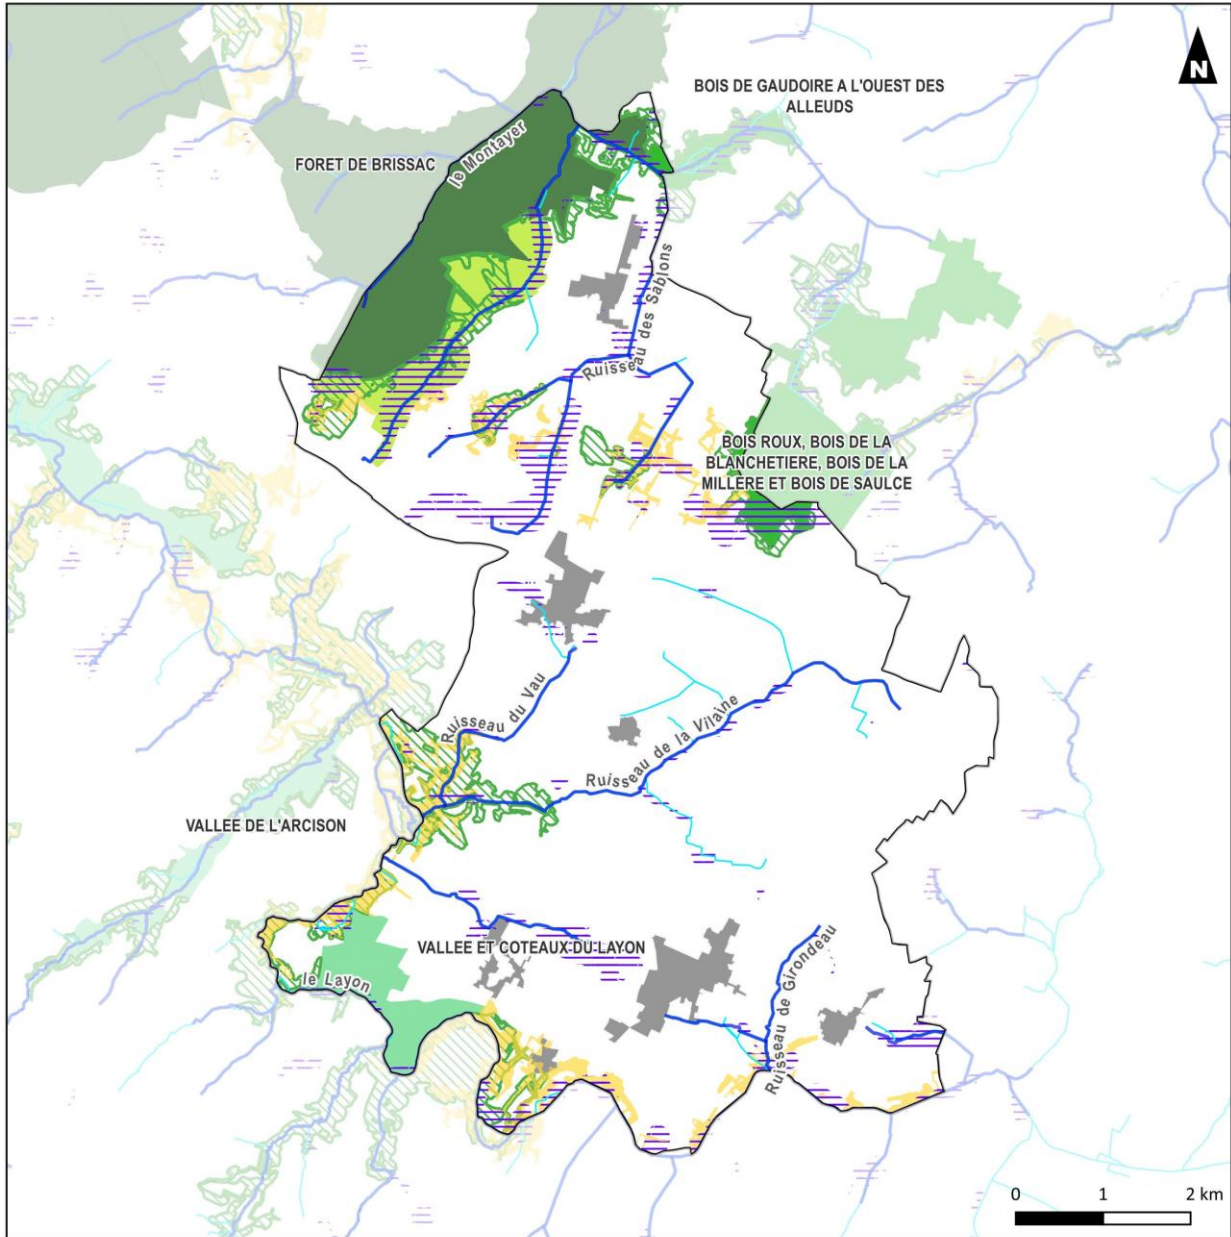 N
BOIS DE GAUDOIRE A L'OUEST DES
ALLEUDS
FORET DE BRISSAC
le Montayer
Ruisseau des Sablons
BOIS ROUX, BOIS DE LA
BLANCHETIERE, BOIS DE LA
MILLERE ET BOIS DE SAULCE
Ruisseau du Vau
Ruisseau de la Vilaine
VALLEE DE L'ARCISON
VALLEE ET COTEAUX DU LAYON
le Layon
Ruisseau de Girondeau
0 1 2 km